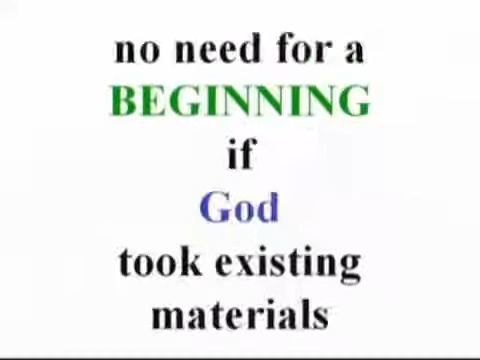 no need for a
BEGINNING
if
God
took existing
materials